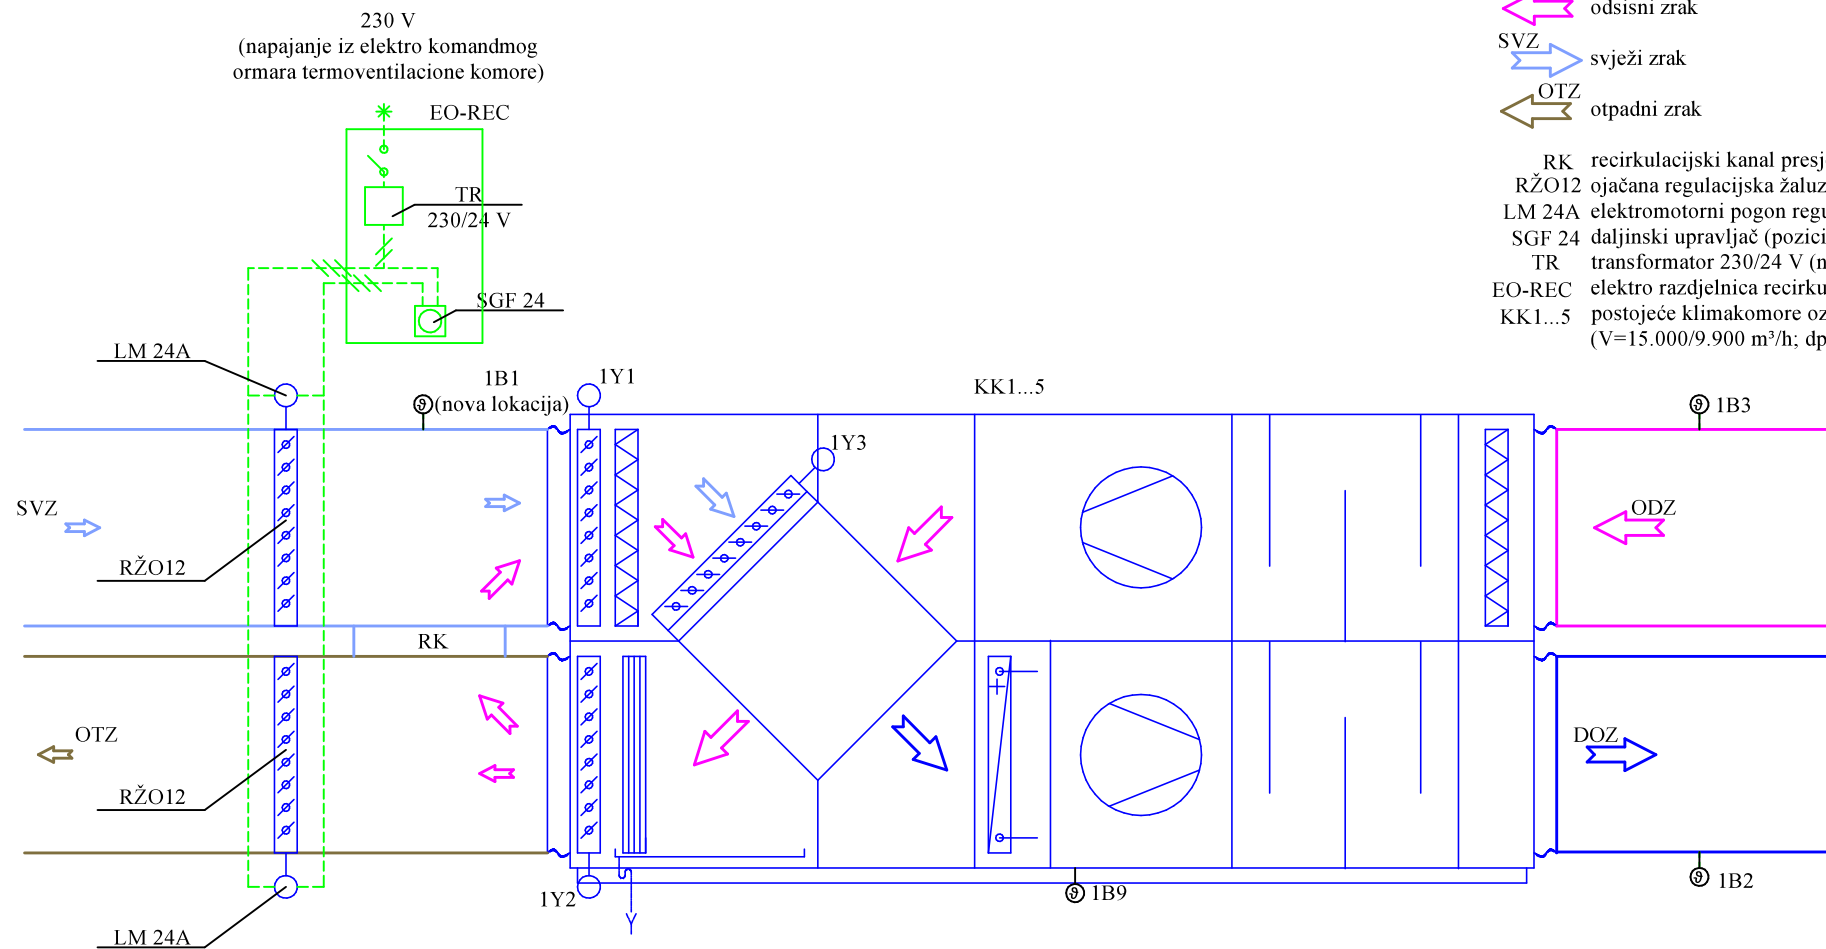 230 V
(napajanje iz elektro komandmog
ormara termoventilacione komore)
EO-REC
TR
230/24 V
SGF 24
LM 24A
1B1
(nova lokacija)
1Y1
KK1...5
1B3
1Y3
SVZ
ODZ
RŽO12
RK
OTZ
DOZ
RŽO12
1Y2
1B9
1B2
LM 24A
odsisni zrak
SVZ
svježi zrak
OTZ
otpadni zrak
RK recirkulacijski kanal presj
RŽO12 ojačana regulacijska žaluz
LM 24A elektromotorni pogon regu
SGF 24 daljinski upravljač (pozici
TR transformator 230/24 V (n
EO-REC elektro razdjelnica recirku
KK1...5 postojeće klimakomore oz
(V=15.000/9.900 m³/h; dp